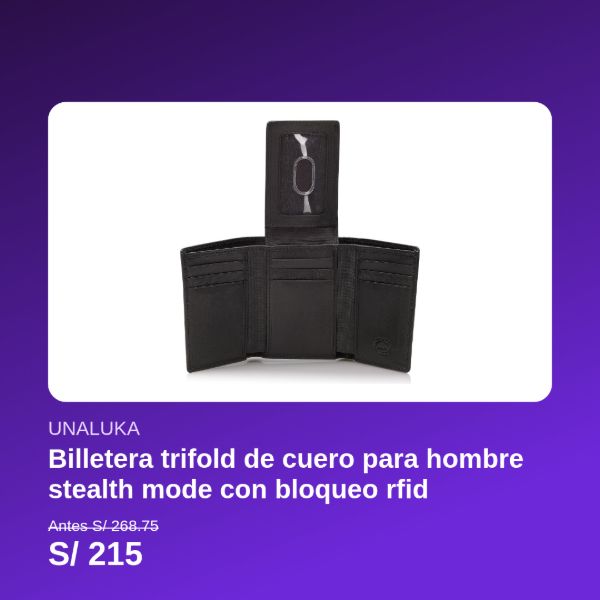 UNALUKA
Billetera trifold de cuero para hombre
stealth mode con bloqueo rfid
Antes S/ 268.75
S/ 215